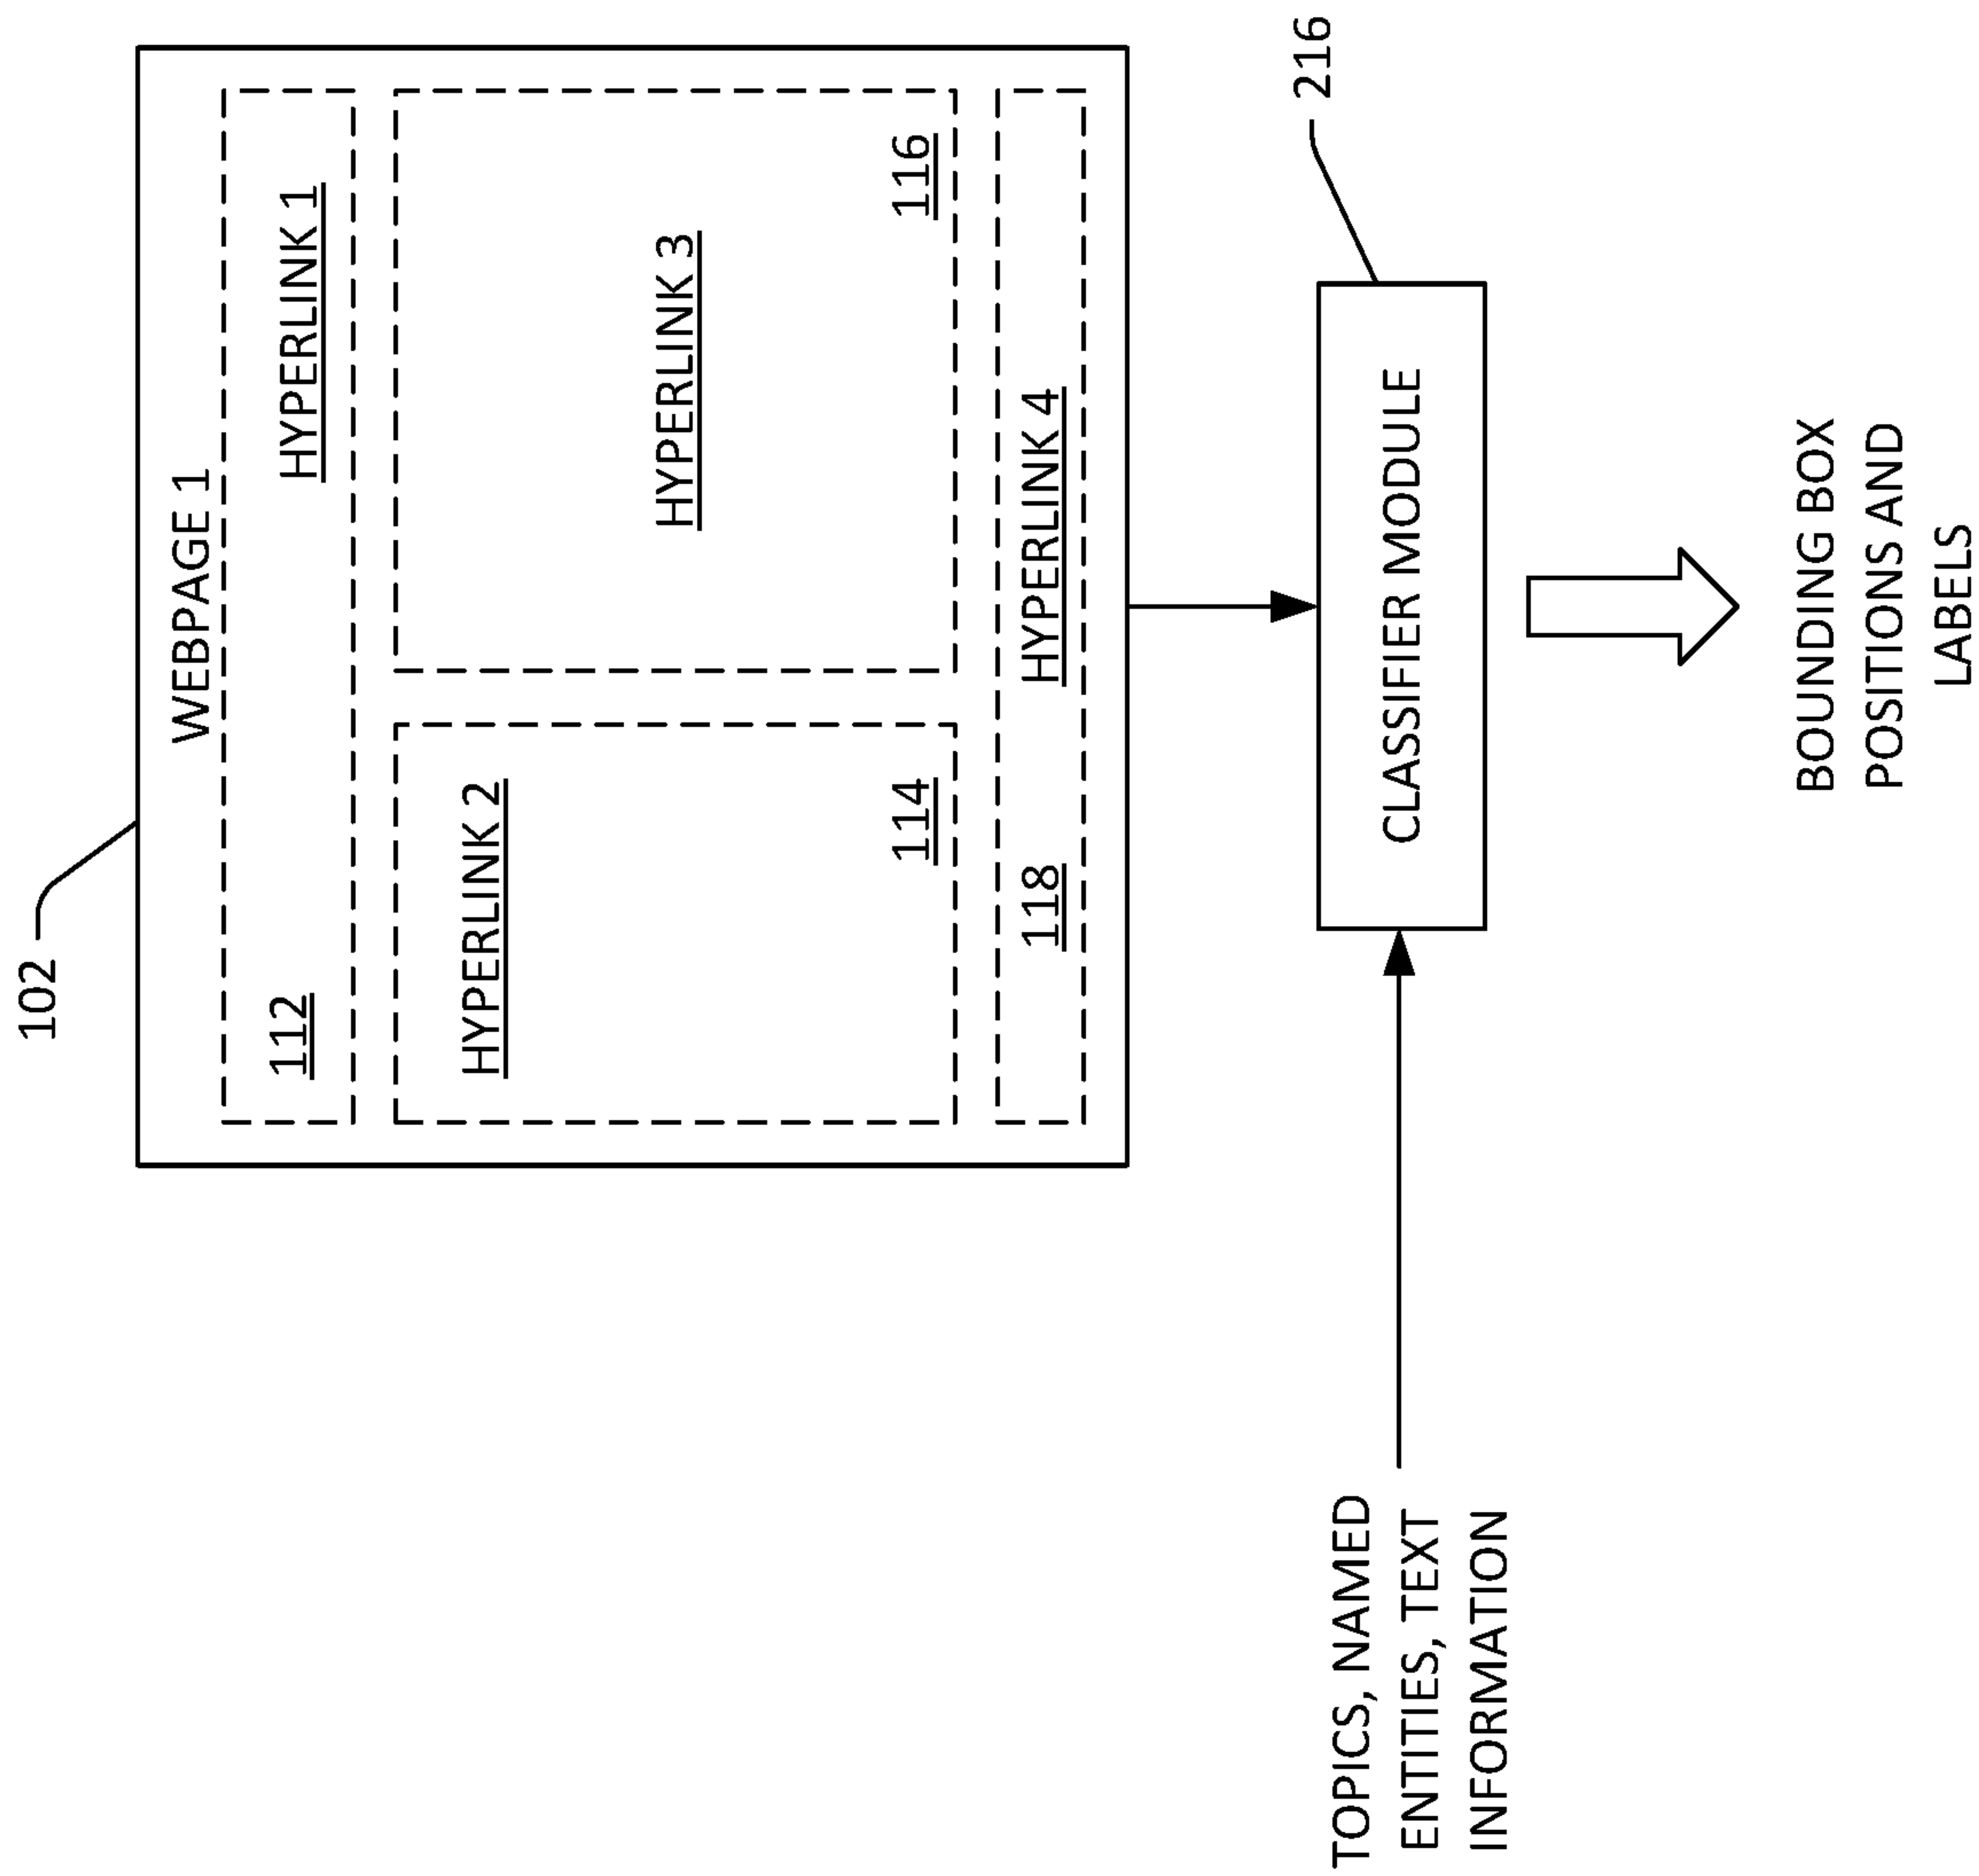 102
WEBPAGE 1
112
HYPERLINK 1
HYPERLINK 2
114
HYPERLINK 3
116
118
HYPERLINK 4
216
CLASSIFIER MODULE
TOPICS, NAMED
ENTITIES, TEXT
INFORMATION
BOUNDING BOX
POSITIONS AND
LABELS